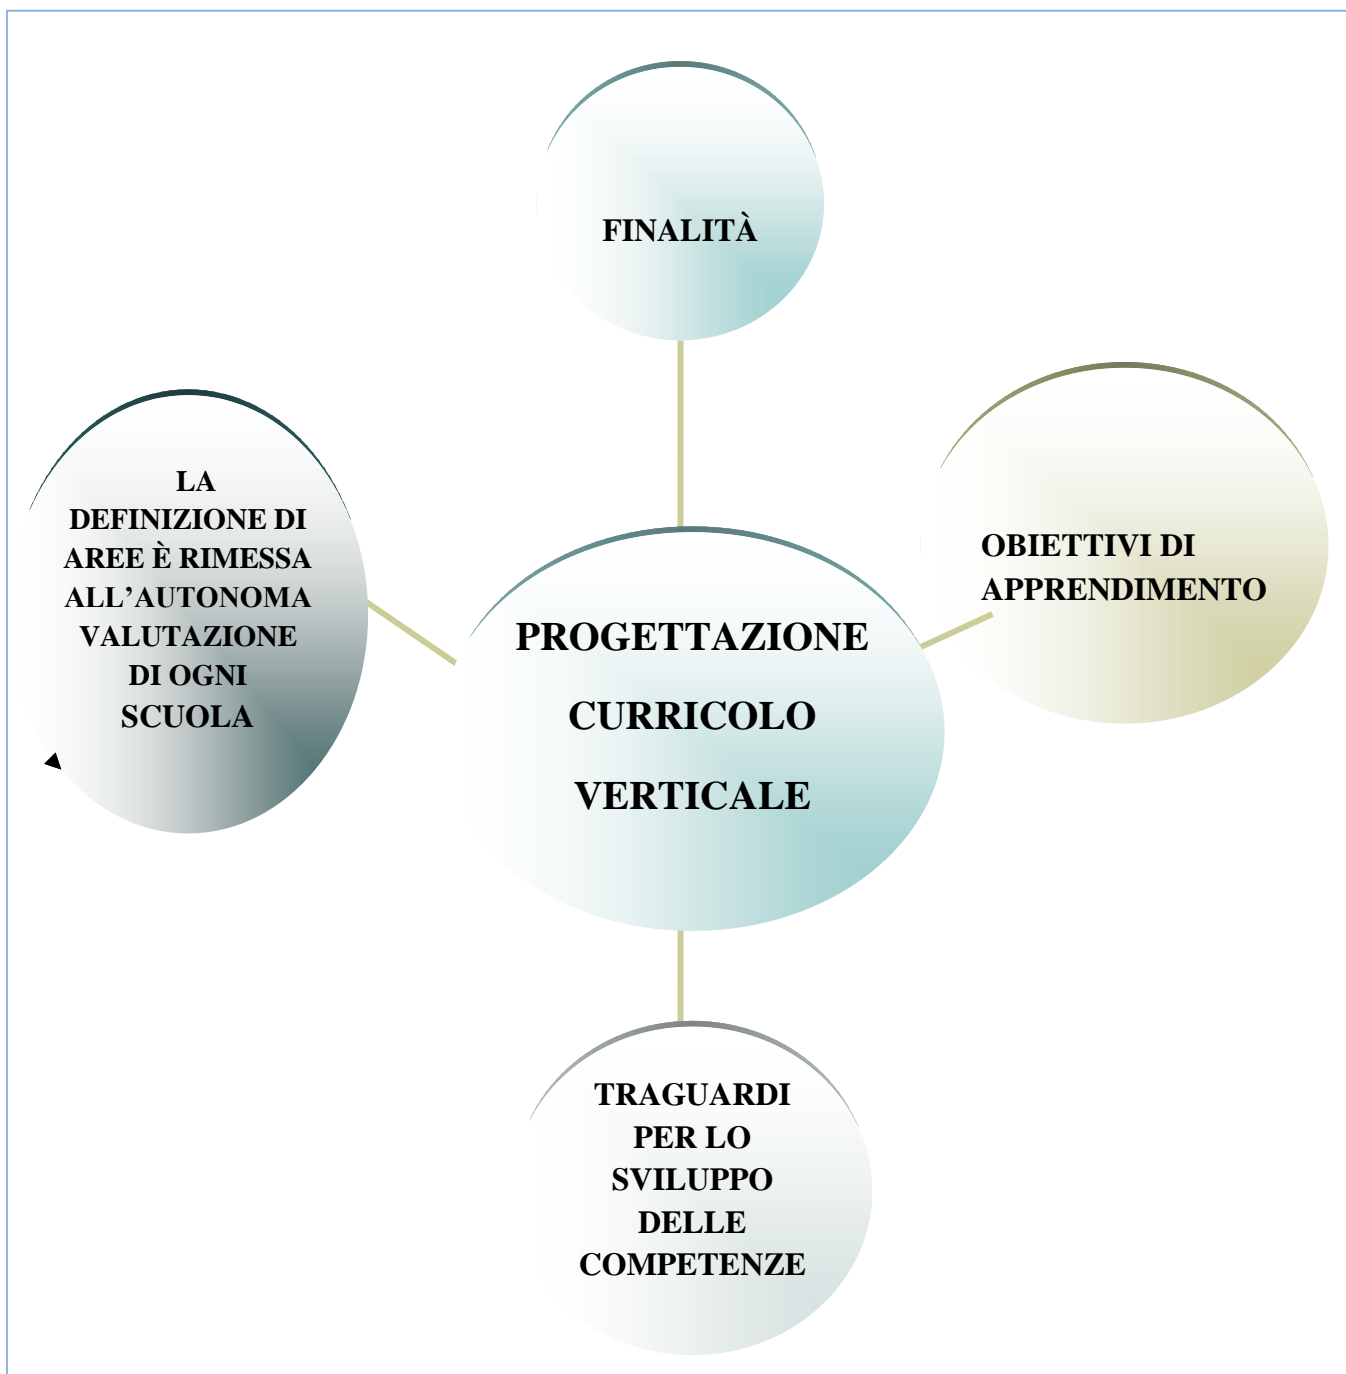 FINALITÀ
LA
DEFINIZIONE DI
AREE È RIMESSA
ALL’AUTONOMA
VALUTAZIONE
DI OGNI
SCUOLA
OBIETTIVI DI
APPRENDIMENTO
PROGETTAZIONE
CURRICOLO
VERTICALE
TRAGUARDI
PER LO
SVILUPPO
DELLE
COMPETENZE